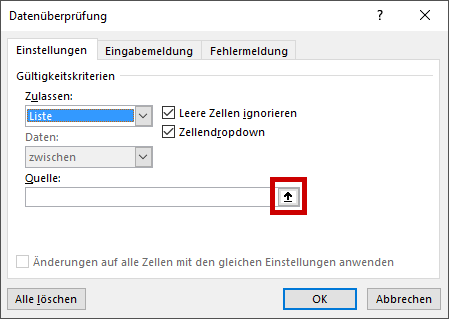 Datenüberprüfung
Einstellungen Eingabemeldung Fehlermeldung
Gültigkeitskriterien
Zulassen:
Liste
Leere Zellen ignorieren
Zellendropdown
Daten:
zwischen
Quelle:
Änderungen auf alle Zellen mit den gleichen Einstellungen anwenden
Alle löschen OK Abbrechen